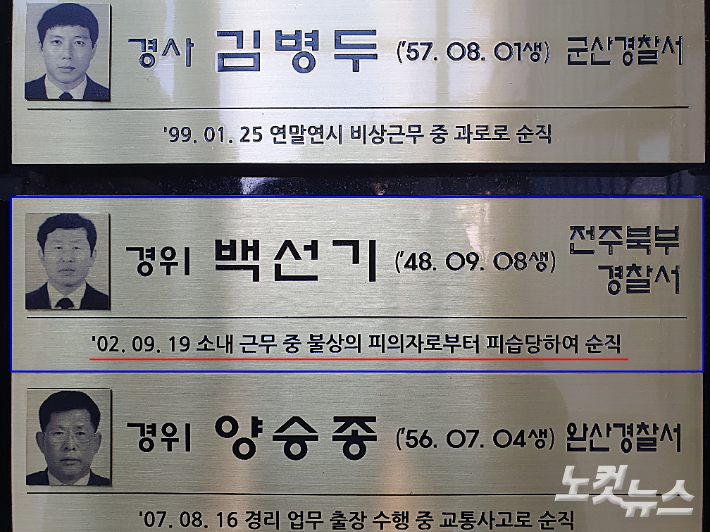 경사 김병두 ('57. 08. 01생) 군산경찰서
'99. 01. 25 연말연시 비상근무 중 과로로 순직
경위 백선기 ('48. 09. 08생) 전주북부
경찰서
'02. 09. 19 소내 근무 중 불상의 피의자로부터 피습당하여 순직
경위 양승종 ('56. 07. 04생) 완산경찰서
'07. 08. 16 경리 업무 출장 수행 중 교통사고로 순직
노컷뉴스